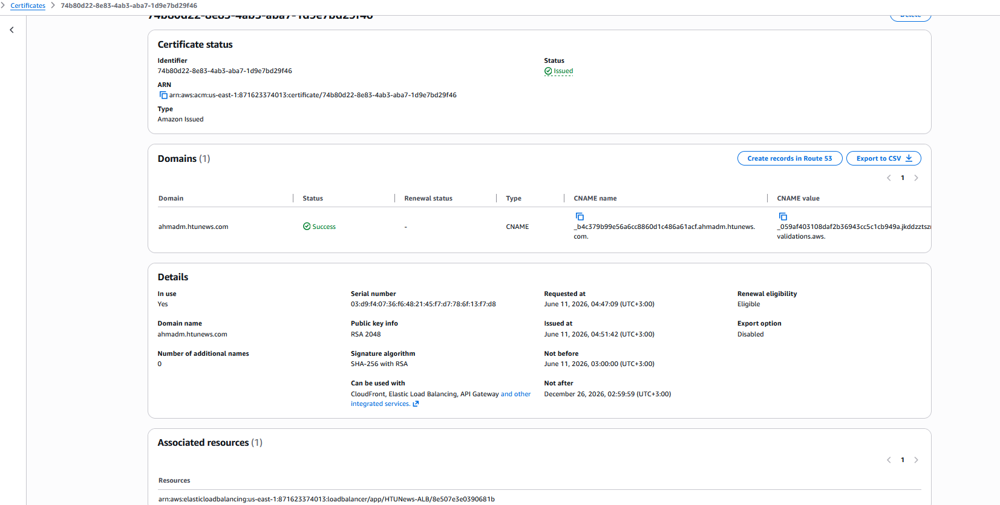 Certificates > 74b80d22-8e83-4ab3-aba7-1d9e7bd29f46
74b80d22-8e83-4ab3-aba7-1d9e7bd29f46
Delete
Certificate status
Identifier
74b80d22-8e83-4ab3-aba7-1d9e7bd29f46
Status
Issued
ARN
arn:aws:acm:us-east-1:871623374013:certificate/74b80d22-8e83-4ab3-aba7-1d9e7bd29f46
Type
Amazon Issued
Domains (1)
Create records in Route 53
Export to CSV
1
Domain Status Renewal status Type CNAME name CNAME value
ahmadm.htunews.com Success - CNAME
_b4c379b99e56a6cc8860d1c486a61acf.ahmadm.htunews.
com.
_059af403108daf2b36943cc5c1cb949a.jkddzztsz
validations.aws.
Details
In use
Yes
Domain name
ahmadm.htunews.com
Number of additional names
0
Serial number
03:d9:f4:07:36:f6:48:21:45:f7:d7:78:6f:13:f7:d8
Public key info
RSA 2048
Signature algorithm
SHA-256 with RSA
Can be used with
CloudFront, Elastic Load Balancing, API Gateway and other
integrated services.
Requested at
June 11, 2026, 04:47:09 (UTC+3:00)
Issued at
June 11, 2026, 04:51:42 (UTC+3:00)
Not before
June 11, 2026, 03:00:00 (UTC+3:00)
Not after
December 26, 2026, 02:59:59 (UTC+3:00)
Renewal eligibility
Eligible
Export option
Disabled
Associated resources (1)
1
Resources
arn:aws:elasticloadbalancing:us-east-1:871623374013:loadbalancer/app/HTUNews-ALB/8e507e3e0390681b